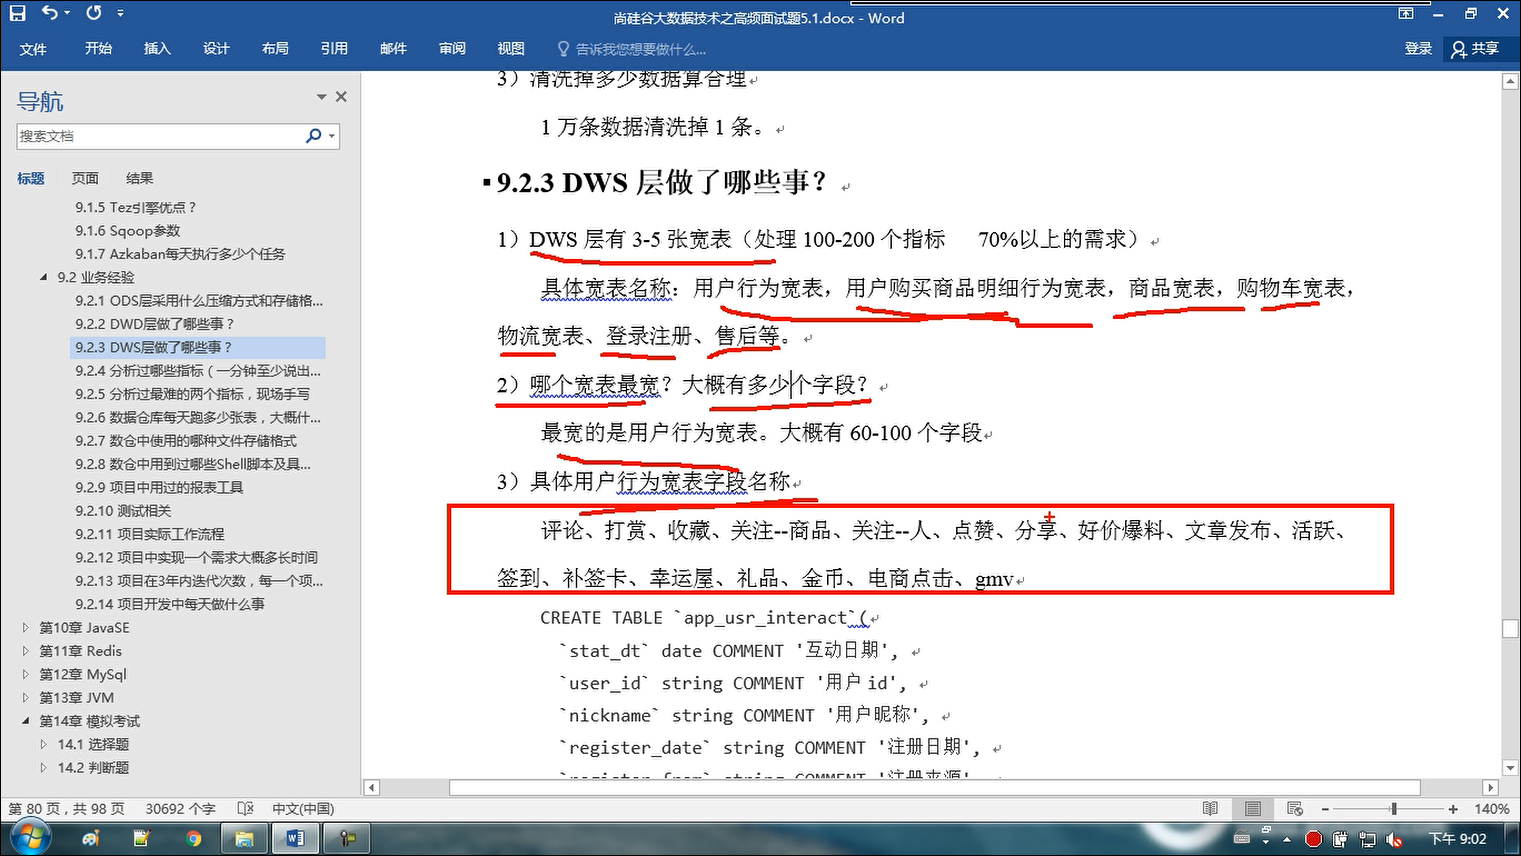 尚硅谷大数据技术之高频面试题5.1.docx - Word
文件 开始 插入 设计 布局 引用 邮件 审阅 视图 告诉我您想要做什么... 登录 共享
导航
搜索文档
标题 页面 结果
9.1.5 Tez引擎优点？
9.1.6 Sqoop参数
9.1.7 Azkaban每天执行多少个任务
9.2 业务经验
9.2.1 ODS层采用什么压缩方式和存储格...
9.2.2 DWD层做了哪些事？
9.2.3 DWS层做了哪些事？
9.2.4 分析过哪些指标（一分钟至少说出...
9.2.5 分析过最难的两个指标，现场手写
9.2.6 数据仓库每天跑多少张表，大概什...
9.2.7 数仓中使用的哪种文件存储格式
9.2.8 数仓中用到过哪些Shell脚本及具...
9.2.9 项目中用过的报表工具
9.2.10 测试相关
9.2.11 项目实际工作流程
9.2.12 项目中实现一个需求大概多长时间
9.2.13 项目在3年内迭代次数，每一个项...
9.2.14 项目开发中每天做什么事
第10章 JavaSE
第11章 Redis
第12章 MySql
第13章 JVM
第14章 模拟考试
14.1 选择题
14.2 判断题
3）清洗掉多少数据算合理
1 万条数据清洗掉 1 条。
9.2.3 DWS 层做了哪些事？
1）DWS 层有 3-5 张宽表（处理 100-200 个指标 70%以上的需求）
具体宽表名称：用户行为宽表，用户购买商品明细行为宽表，商品宽表，购物车宽表，
物流宽表、登录注册、售后等。
2）哪个宽表最宽？大概有多少个字段？
最宽的是用户行为宽表。大概有 60-100 个字段
3）具体用户行为宽表字段名称
评论、打赏、收藏、关注--商品、关注--人、点赞、分享、好价爆料、文章发布、活跃、
签到、补签卡、幸运屋、礼品、金币、电商点击、gmv
CREATE TABLE `app_usr_interact`(
`stat_dt` date COMMENT '互动日期',
`user_id` string COMMENT '用户 id',
`nickname` string COMMENT '用户昵称',
`register_date` string COMMENT '注册日期',
`register_from` string COMMENT '注册来源'
第 80 页，共 98 页 30692 个字 中文(中国) 140%
下午 9:02